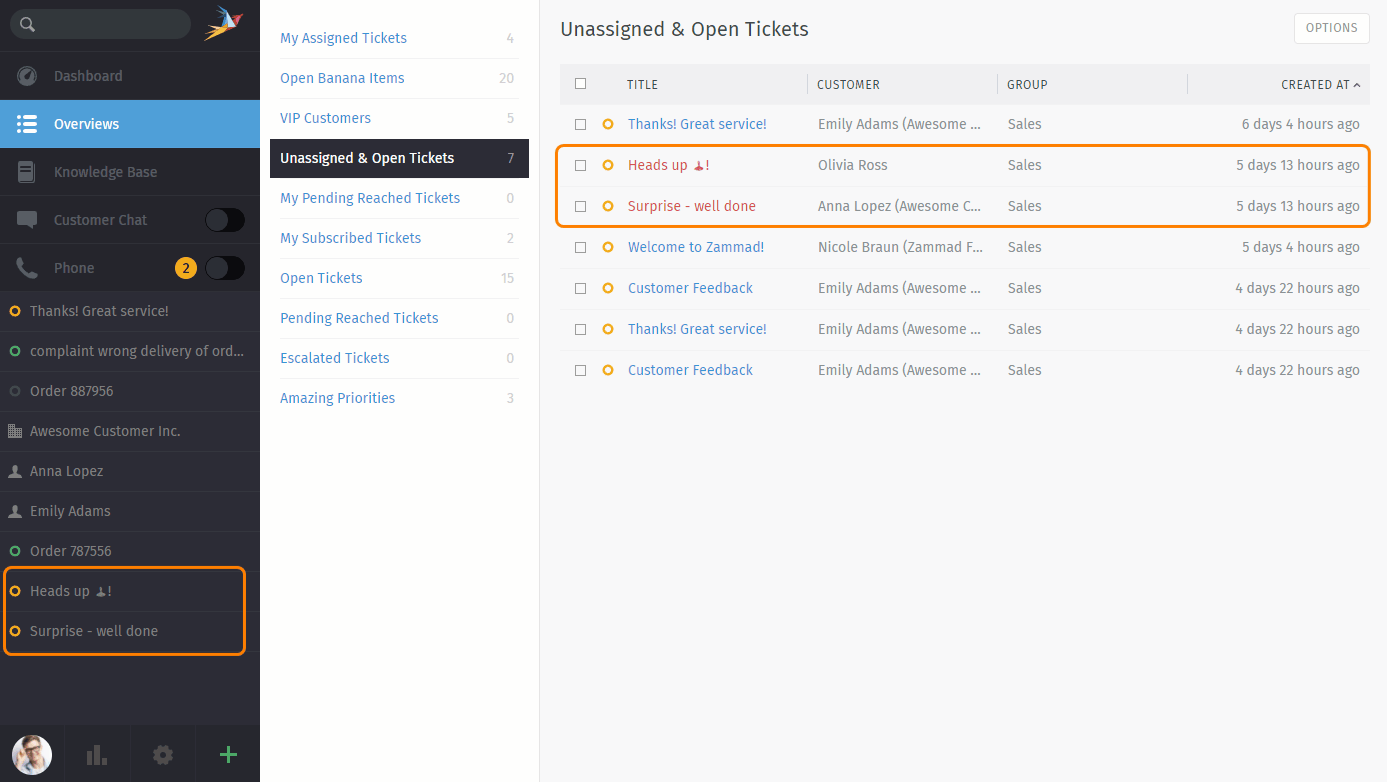 Dashboard
Overviews
Knowledge Base
Customer Chat
Phone 2
Thanks! Great service!
complaint wrong delivery of ord...
Order 887956
Awesome Customer Inc.
Anna Lopez
Emily Adams
Order 787556
Heads up !
Surprise - well done
My Assigned Tickets 4
Open Banana Items 20
VIP Customers 5
Unassigned & Open Tickets 7
My Pending Reached Tickets 0
My Subscribed Tickets 2
Open Tickets 15
Pending Reached Tickets 0
Escalated Tickets 0
Amazing Priorities 3
Unassigned & Open Tickets
OPTIONS
TITLE CUSTOMER GROUP CREATED AT
Thanks! Great service! Emily Adams (Awesome ... Sales 6 days 4 hours ago
Heads up ! Olivia Ross Sales 5 days 13 hours ago
Surprise - well done Anna Lopez (Awesome C... Sales 5 days 13 hours ago
Welcome to Zammad! Nicole Braun (Zammad F... Sales 5 days 4 hours ago
Customer Feedback Emily Adams (Awesome ... Sales 4 days 22 hours ago
Thanks! Great service! Emily Adams (Awesome ... Sales 4 days 22 hours ago
Customer Feedback Emily Adams (Awesome ... Sales 4 days 22 hours ago